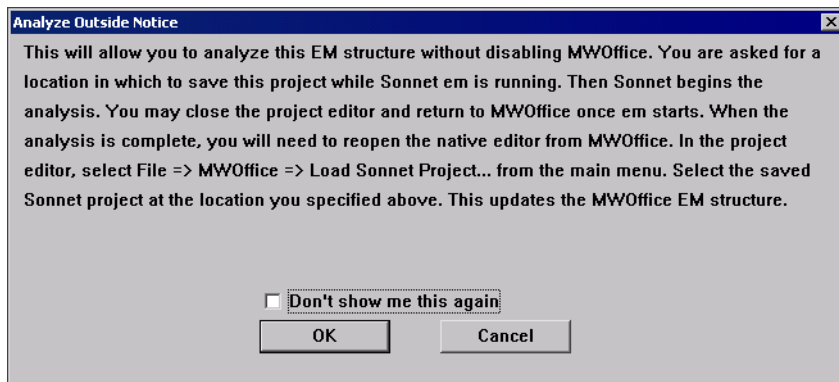 Analyze Outside Notice
This will allow you to analyze this EM structure without disabling MWOffice. You are asked for a
location in which to save this project while Sonnet em is running. Then Sonnet begins the
analysis. You may close the project editor and return to MWOffice once em starts. When the
analysis is complete, you will need to reopen the native editor from MWOffice. In the project
editor, select File => MWOffice => Load Sonnet Project... from the main menu. Select the saved
Sonnet project at the location you specified above. This updates the MWOffice EM structure.
Don't show me this again
OK Cancel